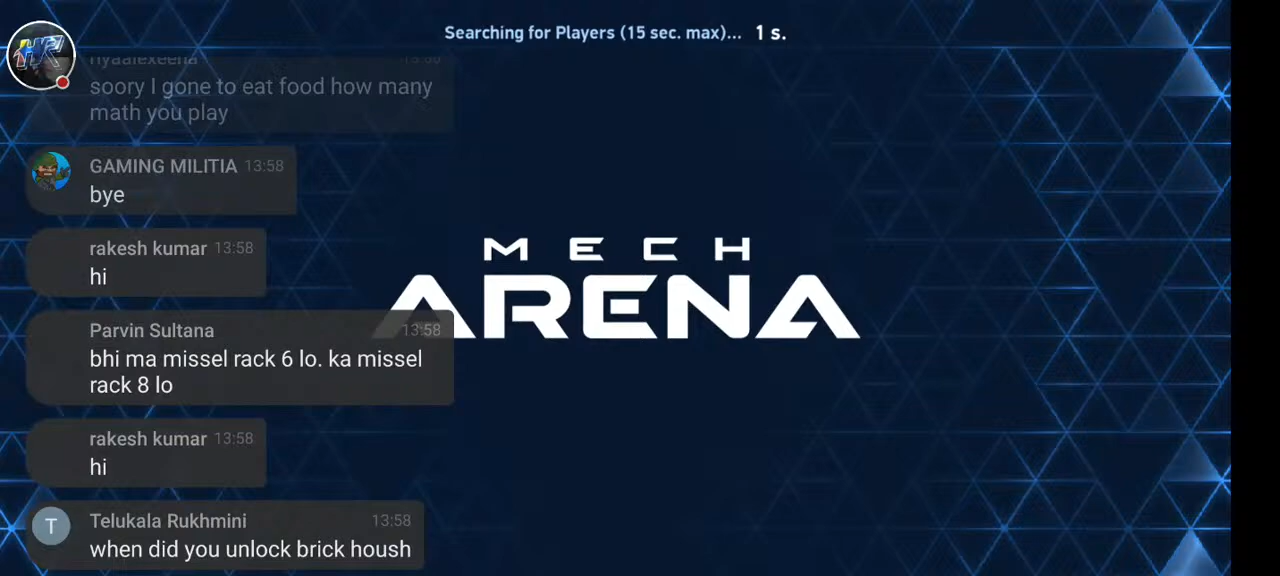 Searching for Players (15 sec. max)... 1 s.
HR
soory I gone to eat food how many
math you play
GAMING MILITIA 13:58
bye
rakesh kumar 13:58
hi
MECH
ARENA
Parvin Sultana 13:58
bhi ma missel rack 6 lo. ka missel
rack 8 lo
rakesh kumar 13:58
hi
T
Telukala Rukhmini 13:58
when did you unlock brick housh